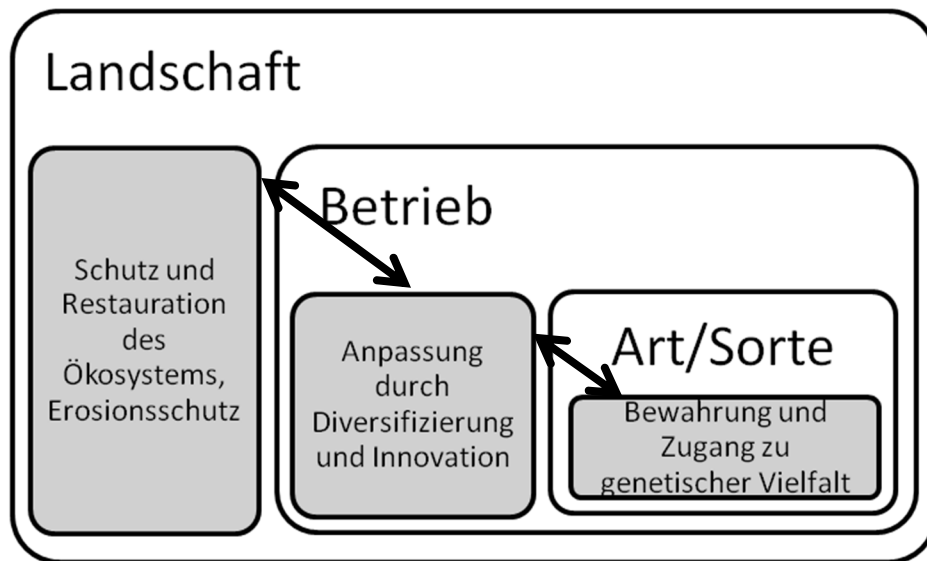 Landschaft
Schutz und
Restauration
des
Ökosystems,
Erosionsschutz
Betrieb
Anpassung
durch
Diversifizierung
und Innovation
Art/Sorte
Bewahrung und
Zugang zu
genetischer Vielfalt